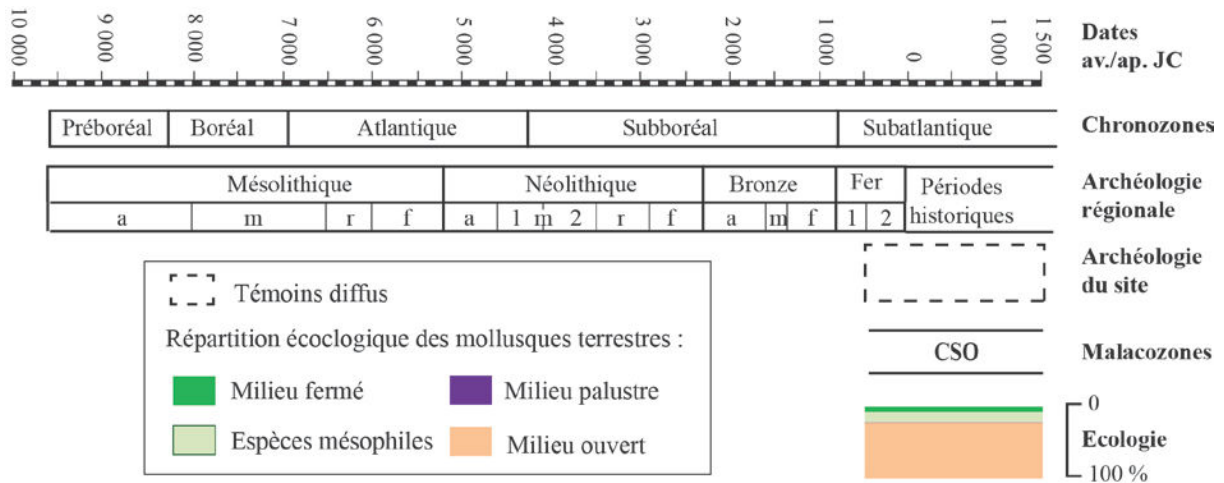 10 000 9 000 8 000 7 000 6 000 5 000 4 000 3 000 2 000 1 000 0 1 000 1 500
Dates
av./ap. JC
Préboréal Boréal Atlantique Subboréal Subatlantique Chronozones
Mésolithique Néolithique Bronze Fer
a m r f a 1 m 2 r f a m f 1 2
Périodes
historiques
Archéologie
régionale
Archéologie
du site
Témoins diffus
Répartition écoclogique des mollusques terrestres :
Milieu fermé Milieu palustre
Espèces mésophiles Milieu ouvert
CSO Malacozones
0
Ecologie
100 %